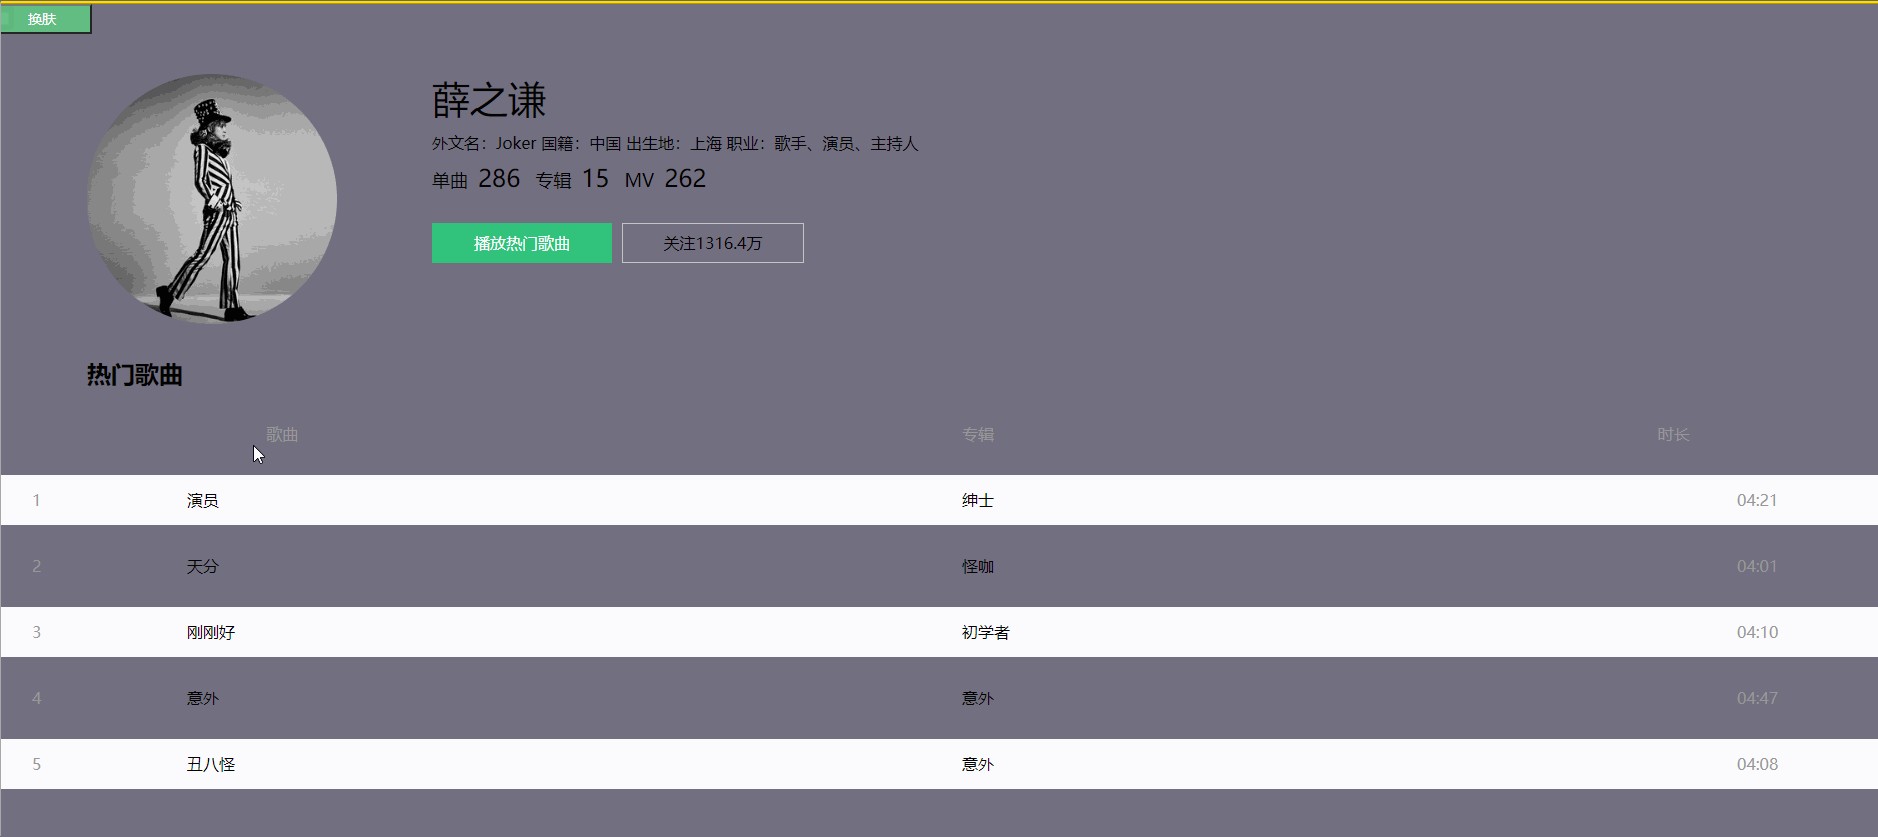 换肤
薛之谦
外文名：Joker 国籍：中国 出生地：上海 职业：歌手、演员、主持人
单曲 286 专辑 15 MV 262
播放热门歌曲 关注1316.4万
热门歌曲
歌曲 专辑 时长
1 演员 绅士 04:21
2 天分 怪咖 04:01
3 刚刚好 初学者 04:10
4 意外 意外 04:47
5 丑八怪 意外 04:08